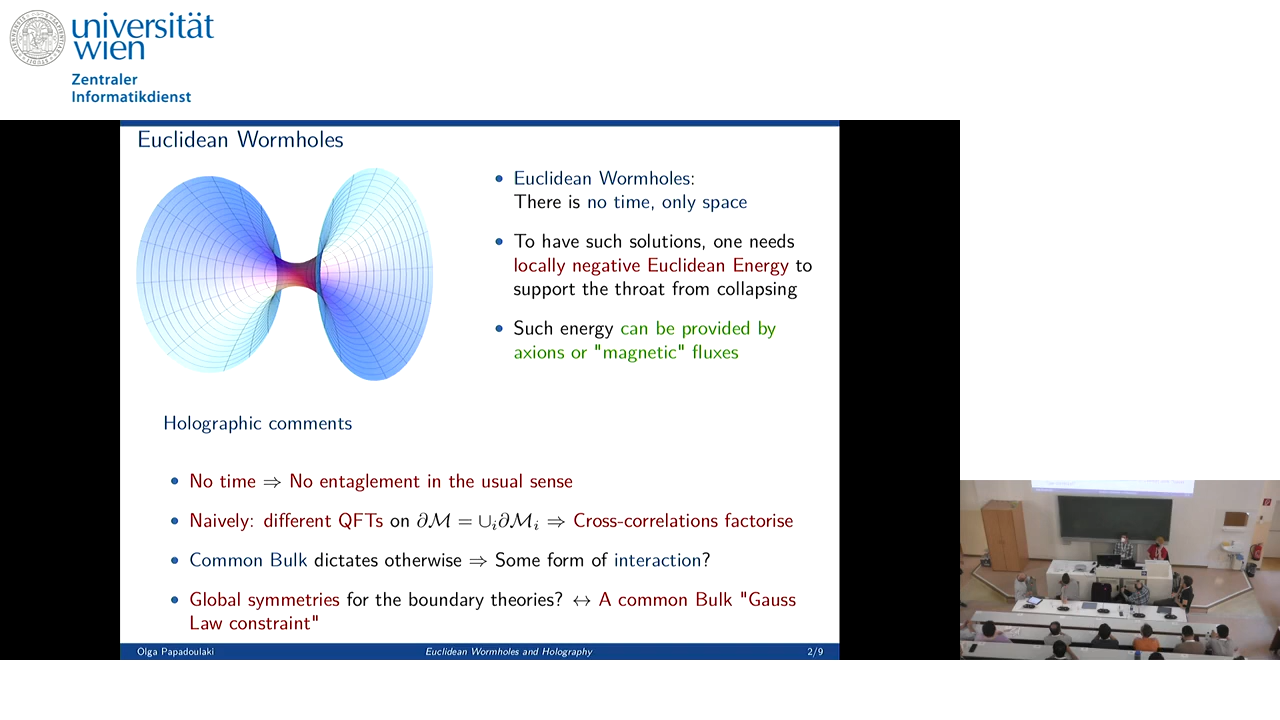 universität
wien
Zentraler
Informatikdienst
Euclidean Wormholes
• Euclidean Wormholes:
There is no time, only space
• To have such solutions, one needs
locally negative Euclidean Energy to
support the throat from collapsing
• Such energy can be provided by
axions or "magnetic" fluxes
Holographic comments
• No time ⇒ No entaglement in the usual sense
• Naively: different QFTs on ∂M = ∪ᵢ∂Mᵢ ⇒ Cross-correlations factorise
• Common Bulk dictates otherwise ⇒ Some form of interaction?
• Global symmetries for the boundary theories? ↔ A common Bulk "Gauss
Law constraint"
Olga Papadoulaki Euclidean Wormholes and Holography 2/9